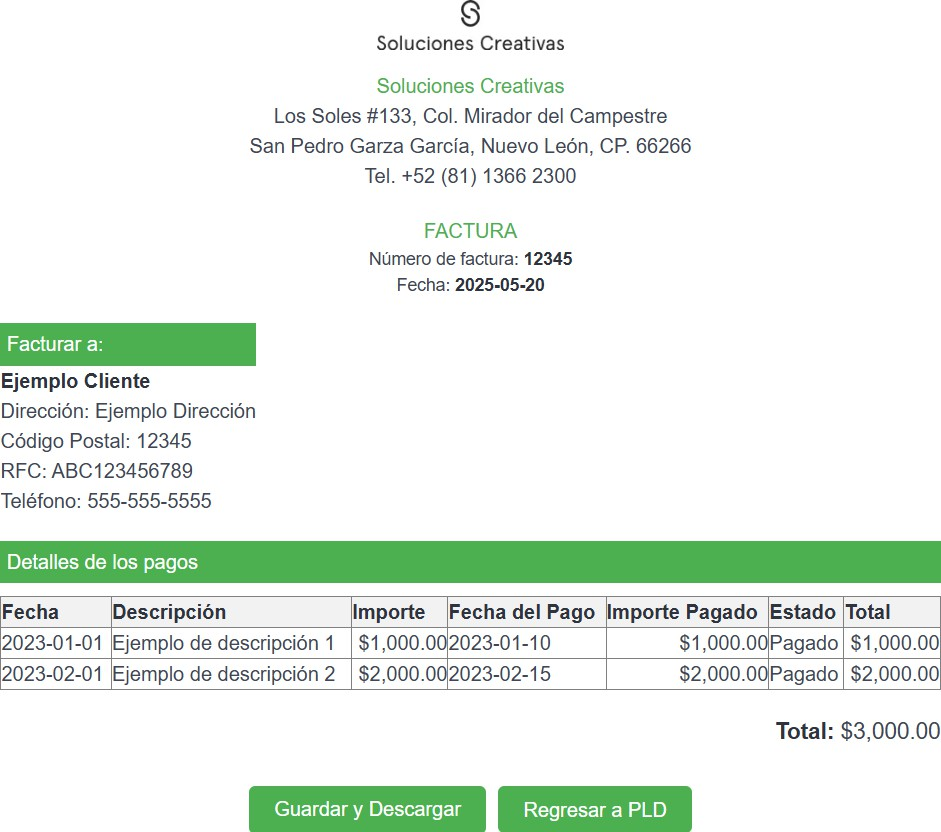 Soluciones Creativas
Soluciones Creativas
Los Soles #133, Col. Mirador del Campestre
San Pedro Garza García, Nuevo León, CP. 66266
Tel. +52 (81) 1366 2300
FACTURA
Número de factura: 12345
Fecha: 2025-05-20
Facturar a:
Ejemplo Cliente
Dirección: Ejemplo Dirección
Código Postal: 12345
RFC: ABC123456789
Teléfono: 555-555-5555
Detalles de los pagos
Fecha Descripción Importe Fecha del Pago Importe Pagado Estado Total
2023-01-01 Ejemplo de descripción 1 $1,000.00 2023-01-10 $1,000.00 Pagado $1,000.00
2023-02-01 Ejemplo de descripción 2 $2,000.00 2023-02-15 $2,000.00 Pagado $2,000.00
Total: $3,000.00
Guardar y Descargar Regresar a PLD